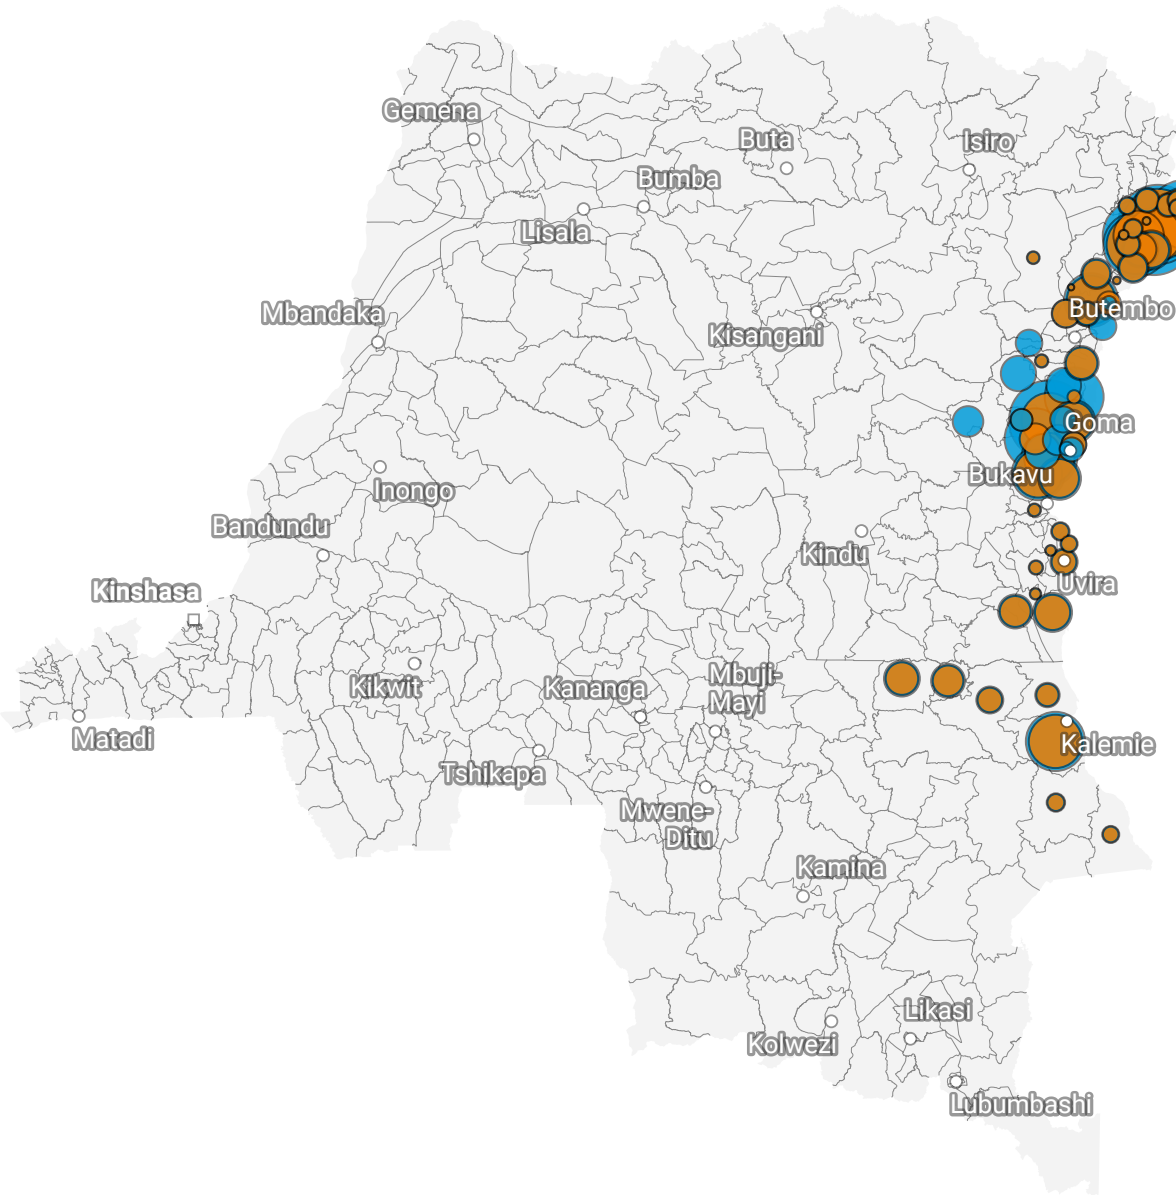 Gemena
Buta
Isiro
Bumba
Lisala
Mbandaka
Butembo
Kisangani
Goma
Bukavu
Inongo
Bandundu
Kindu
Uvira
Kinshasa
Kikwit
Kananga
Mbuji-
Mayi
Matadi
Kalemie
Tshikapa
Mwene-
Ditu
Kamina
Likasi
Kolwezi
Lubumbashi